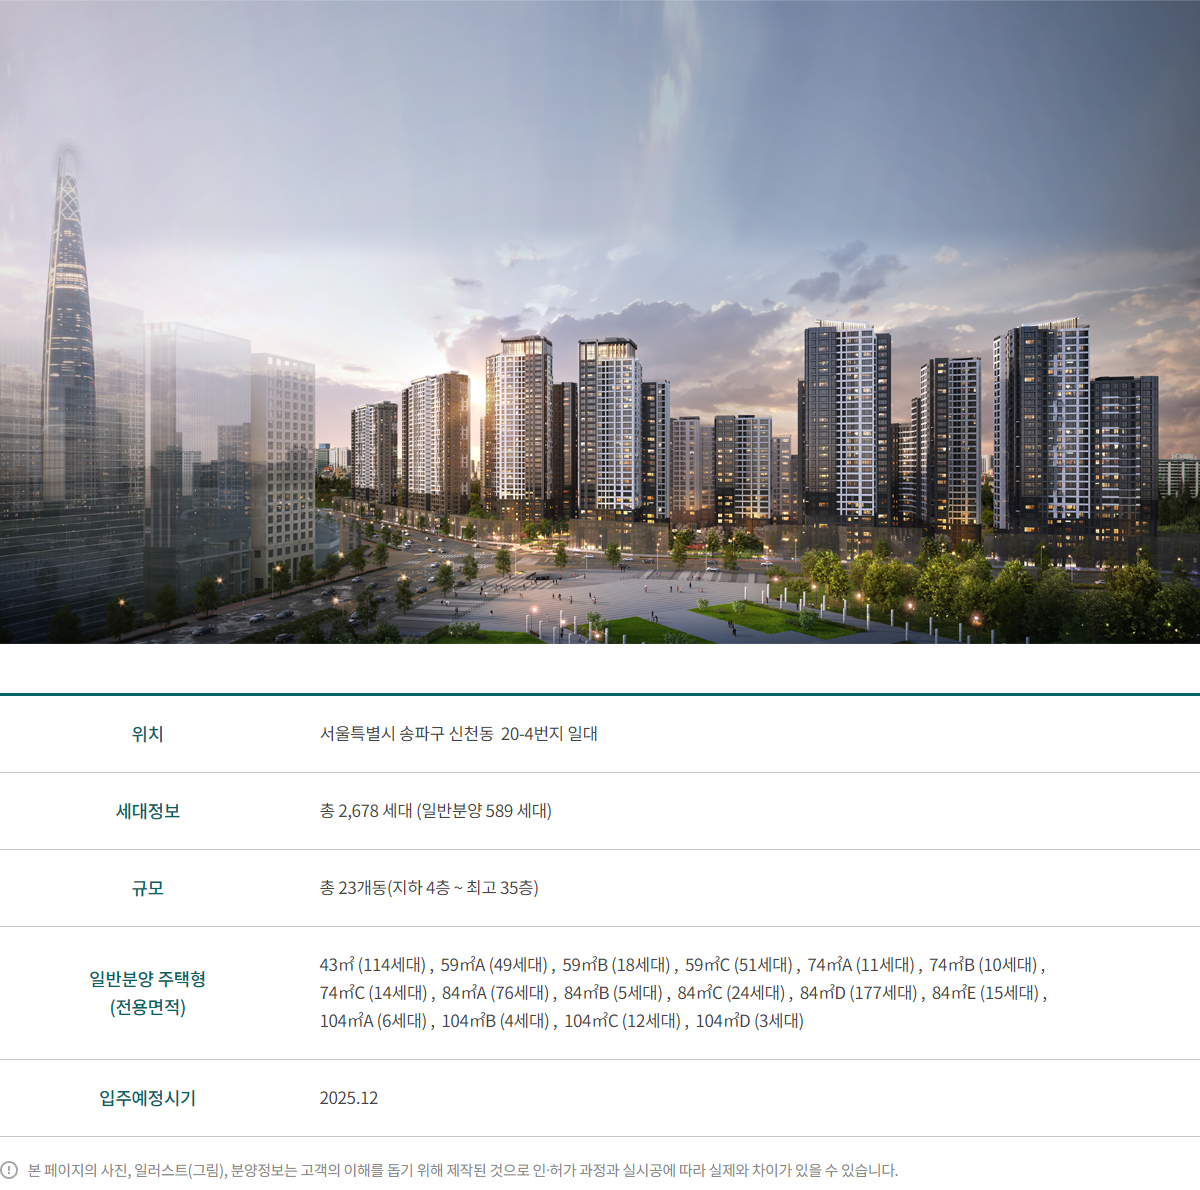 위치
서울특별시 송파구 신천동 20-4번지 일대
세대정보
총 2,678 세대 (일반분양 589 세대)
규모
총 23개동(지하 4층 ~ 최고 35층)
일반분양 주택형
(전용면적)
43㎡ (114세대) , 59㎡A (49세대) , 59㎡B (18세대) , 59㎡C (51세대) , 74㎡A (11세대) , 74㎡B (10세대) ,
74㎡C (14세대) , 84㎡A (76세대) , 84㎡B (5세대) , 84㎡C (24세대) , 84㎡D (177세대) , 84㎡E (15세대) ,
104㎡A (6세대) , 104㎡B (4세대) , 104㎡C (12세대) , 104㎡D (3세대)
입주예정시기
2025.12
본 페이지의 사진, 일러스트(그림), 분양정보는 고객의 이해를 돕기 위해 제작된 것으로 인·허가 과정과 실시공에 따라 실제와 차이가 있을 수 있습니다.